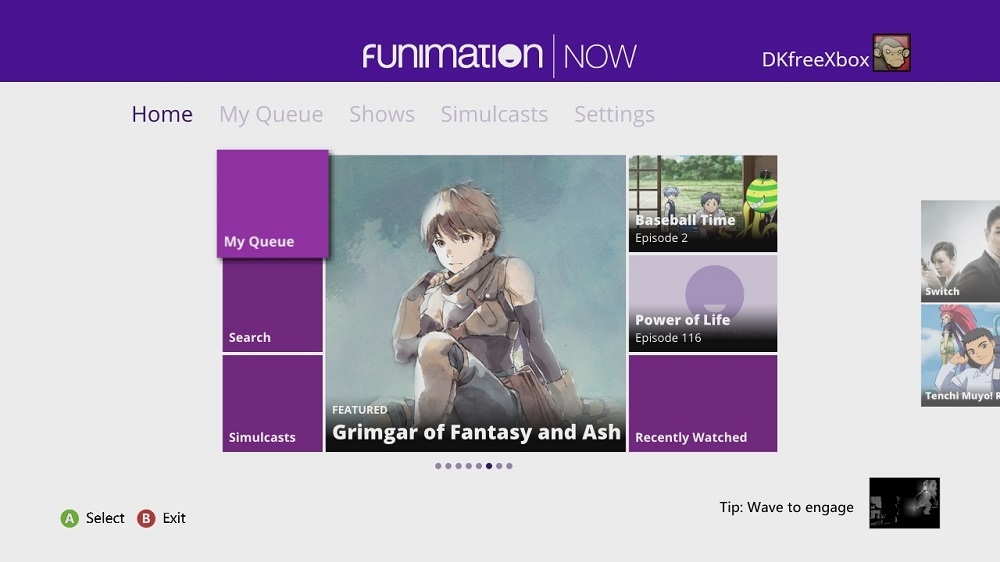 FUNIMATION | NOW
DKfreeXbox
Home My Queue Shows Simulcasts Settings
My Queue
Search
Simulcasts
FEATURED
Grimgar of Fantasy and Ash
Baseball Time
Episode 2
Power of Life
Episode 116
Recently Watched
Switch
Tenchi Muyo! R
A Select B Exit
Tip: Wave to engage